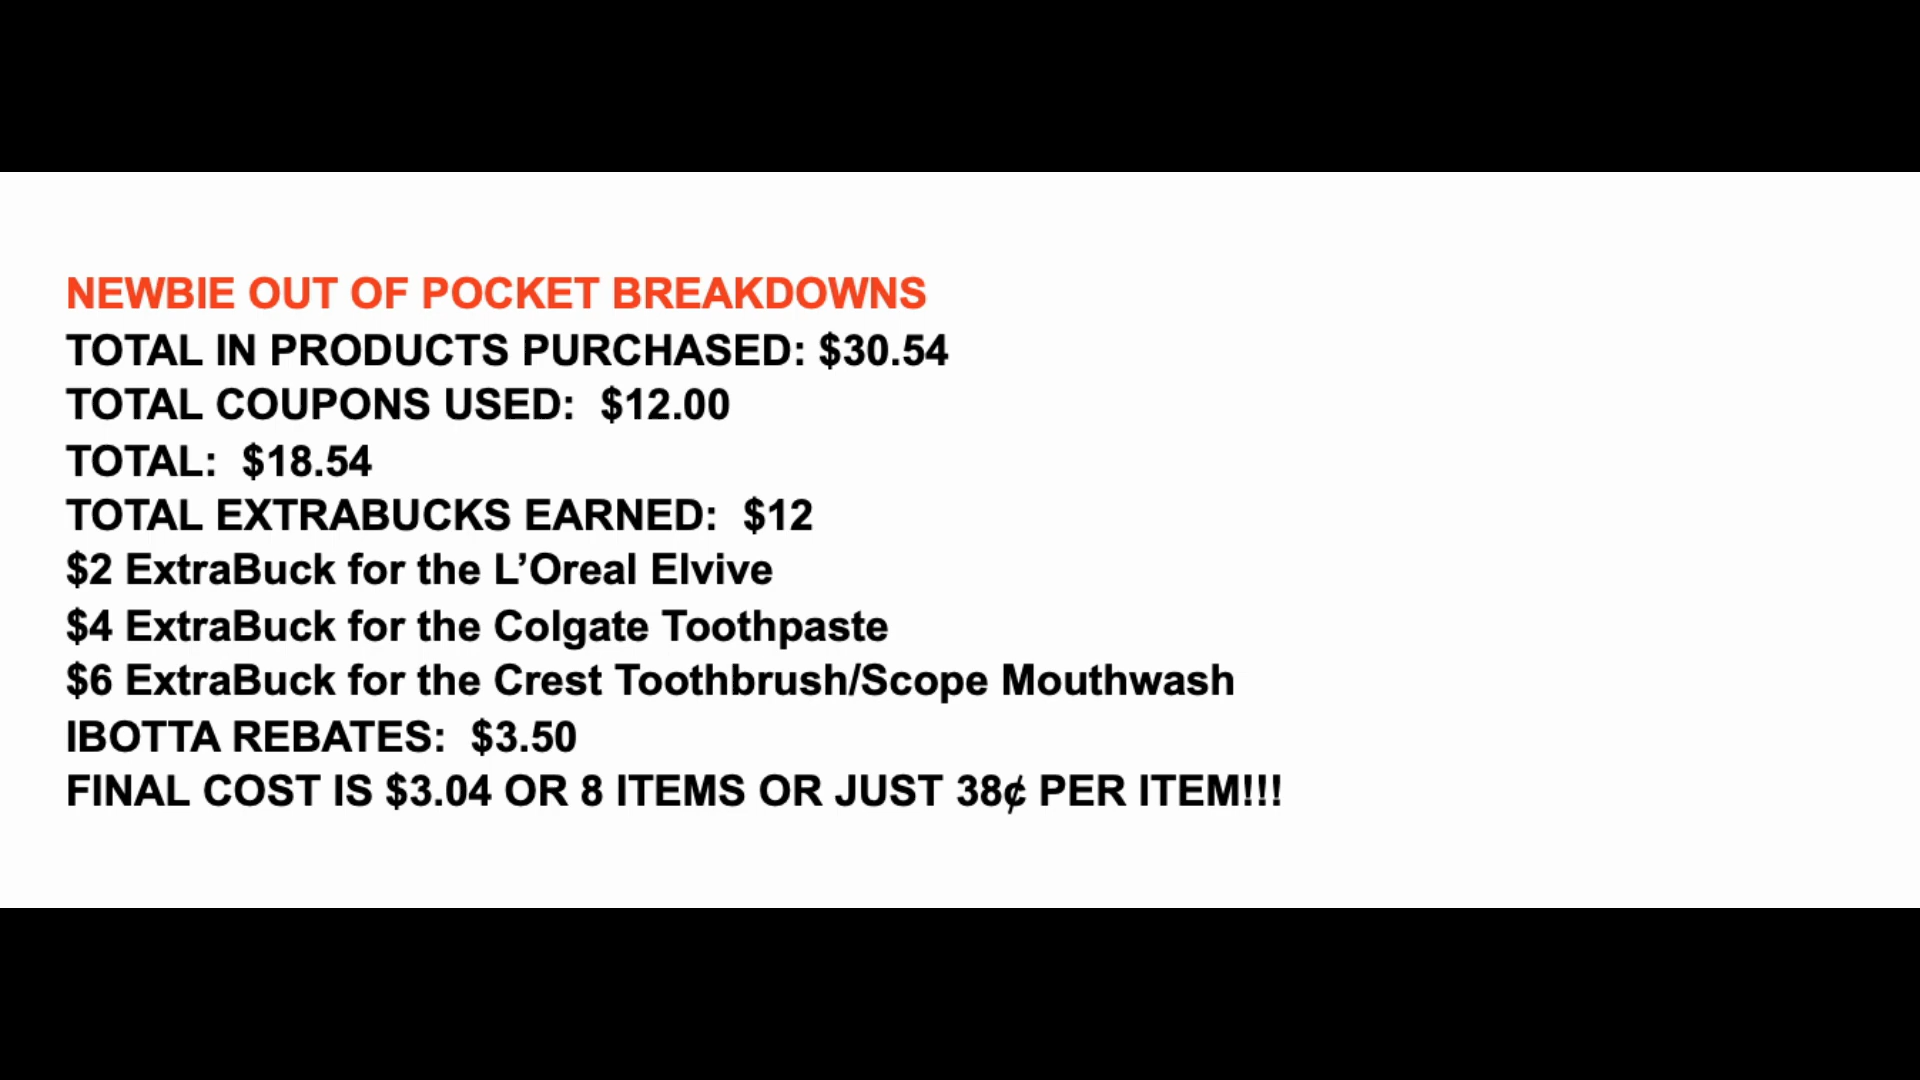 NEWBIE OUT OF POCKET BREAKDOWNS
TOTAL IN PRODUCTS PURCHASED: $30.54
TOTAL COUPONS USED:  $12.00
TOTAL:  $18.54
TOTAL EXTRABUCKS EARNED:  $12
$2 ExtraBuck for the L’Oreal Elvive
$4 ExtraBuck for the Colgate Toothpaste
$6 ExtraBuck for the Crest Toothbrush/Scope Mouthwash
IBOTTA REBATES:  $3.50
FINAL COST IS $3.04 OR 8 ITEMS OR JUST 38¢ PER ITEM!!!